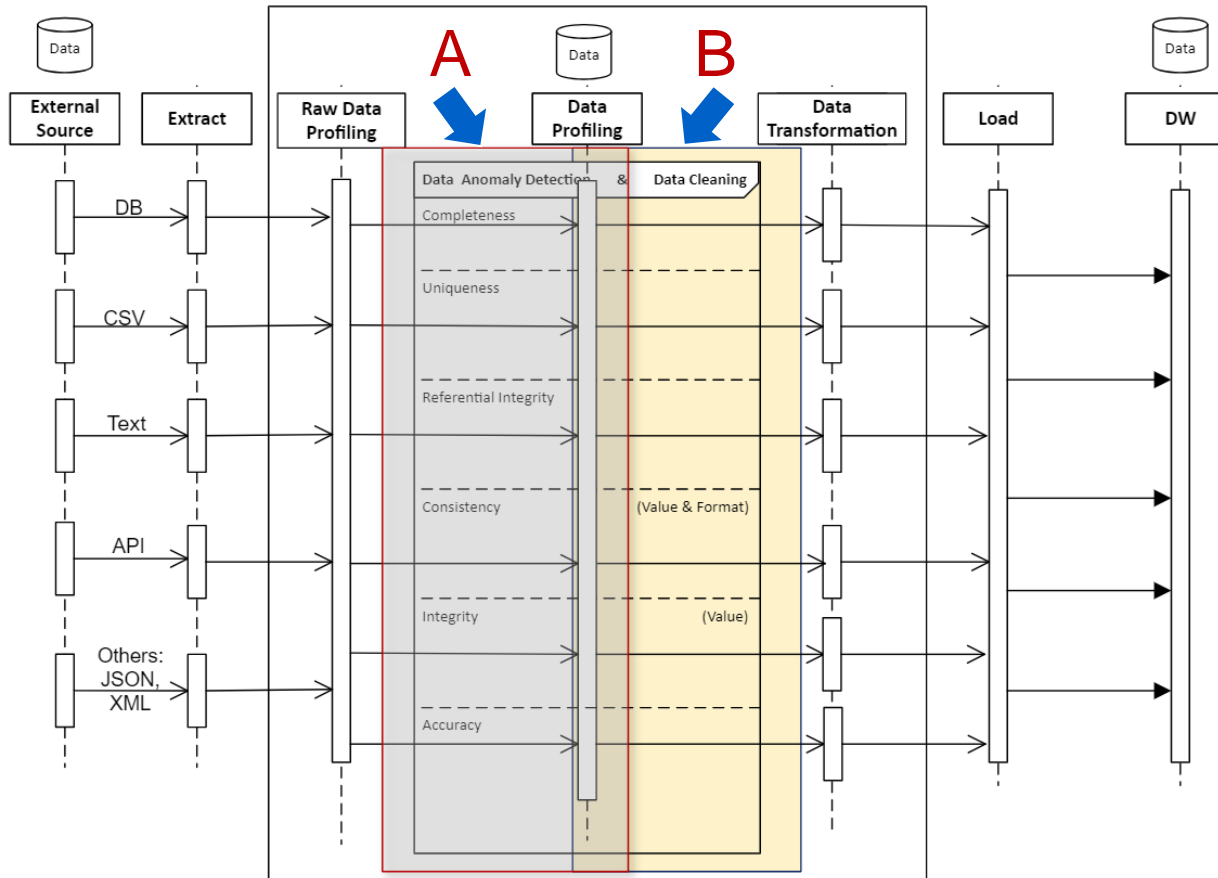 Data
A
Data
B
Data
External
Source
Extract
Raw Data
Profiling
Data
Profiling
Data
Transformation
Load
DW
Data Anomaly Detection & Data Cleaning
DB
Completeness
Uniqueness
CSV
Referential Integrity
Text
Consistency
(Value & Format)
API
Integrity
(Value)
Others:
JSON,
XML
Accuracy